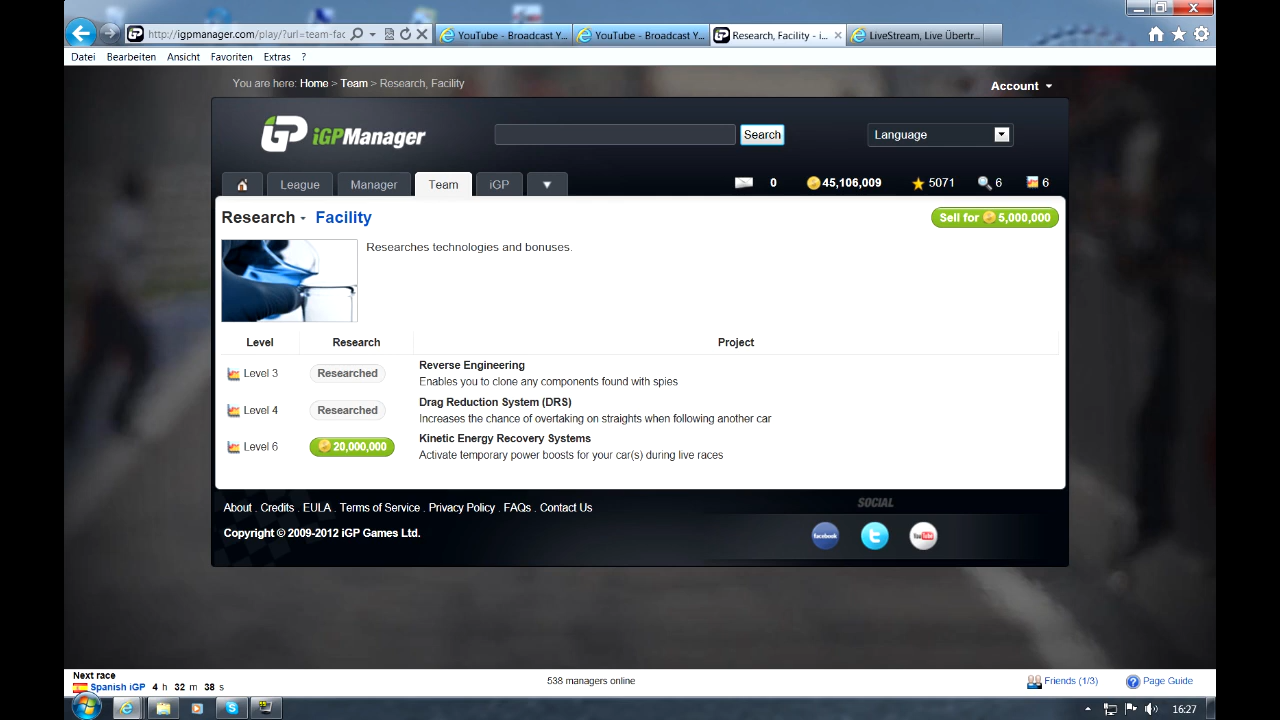 http://igpmanager.com/play/?url=team-fac
YouTube - Broadcast Y...
YouTube - Broadcast Y...
Research, Facility - i...
LiveStream, Live Übertr...
Datei Bearbeiten Ansicht Favoriten Extras ?
You are here: Home > Team > Research, Facility
Account
iGPManager
Search
Language
League Manager Team iGP
0 45,106,009 5071 6 6
Research - Facility
Sell for 5,000,000
Researches technologies and bonuses.
Level Research Project
Level 3 Researched Reverse Engineering
Enables you to clone any components found with spies
Level 4 Researched Drag Reduction System (DRS)
Increases the chance of overtaking on straights when following another car
Level 6 20,000,000 Kinetic Energy Recovery Systems
Activate temporary power boosts for your car(s) during live races
About . Credits . EULA . Terms of Service . Privacy Policy . FAQs . Contact Us
SOCIAL
Copyright © 2009-2012 iGP Games Ltd.
facebook
You Tube
Next race
Spanish iGP 4 h 32 m 38 s
538 managers online
Friends (1/3)
Page Guide
16:27